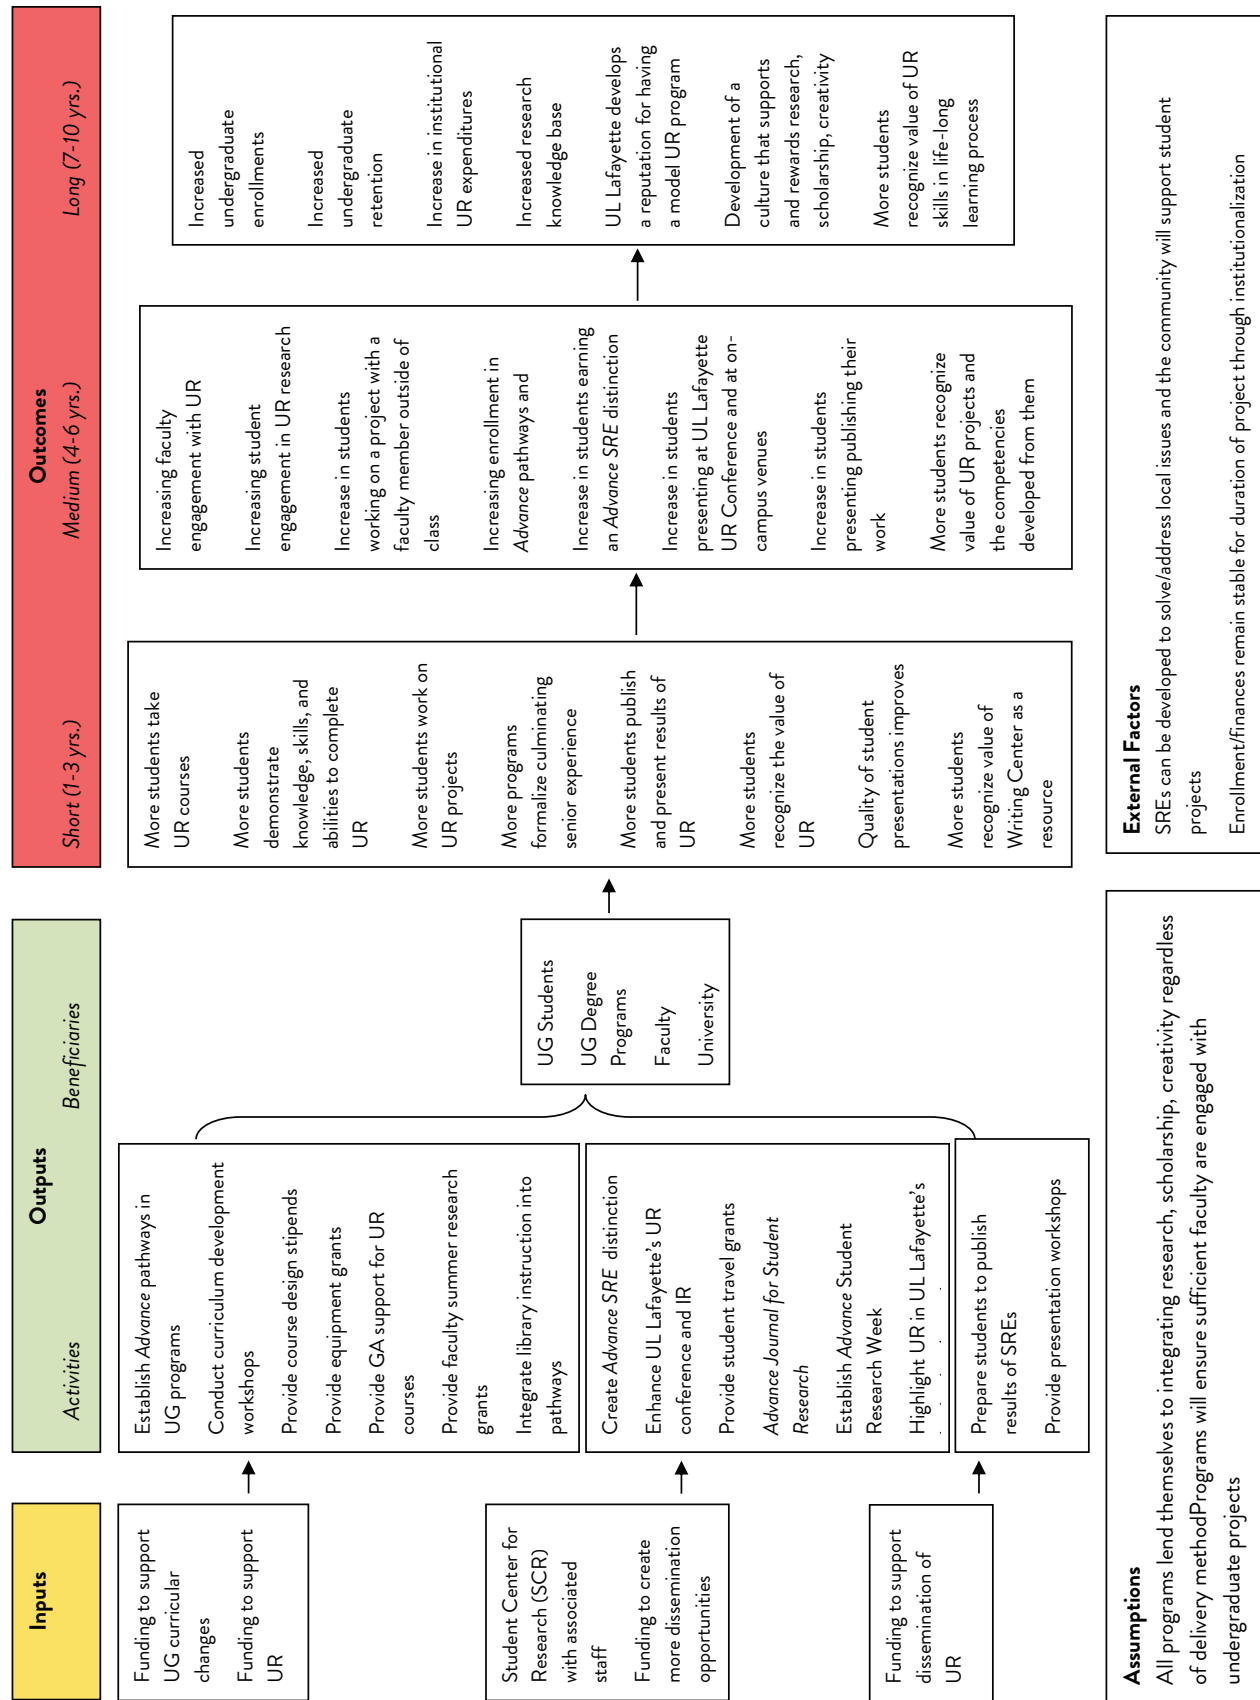 Inputs
Outputs
Activities
Beneficiaries
Outcomes
Short (1-3 yrs.)
Medium (4-6 yrs.)
Long (7-10 yrs.)
Funding to support
UG curricular
changes
Funding to support
UR
Student Center for
Research (SCR)
with associated
staff
Funding to create
more dissemination
opportunities
Funding to support
dissemination of
UR
Establish Advance pathways in
UG programs
Conduct curriculum development
workshops
Provide course design stipends
Provide equipment grants
Provide GA support for UR
courses
Provide faculty summer research
grants
Integrate library instruction into
pathways
Create Advance SRE distinction
Enhance UL Lafayette's UR
conference and IR
Provide student travel grants
Advance Journal for Student
Research
Establish Advance Student
Research Week
Highlight UR in UL Lafayette's
Prepare students to publish
results of SREs
Provide presentation workshops
UG Students
UG Degree
Programs
Faculty
University
More students take
UR courses
More students
demonstrate
knowledge, skills, and
abilities to complete
UR
More students work on
UR projects
More programs
formalize culminating
senior experience
More students publish
and present results of
UR
More students
recognize the value of
UR
Quality of student
presentations improves
More students
recognize value of
Writing Center as a
resource
Increasing faculty
engagement with UR
Increasing student
engagement in UR research
Increase in students
working on a project with a
faculty member outside of
class
Increasing enrollment in
Advance pathways and
Increase in students earning
an Advance SRE distinction
Increase in students
presenting at UL Lafayette
UR Conference and at on-
campus venues
Increase in students
presenting publishing their
work
More students recognize
value of UR projects and
the competencies
developed from them
Increased
undergraduate
enrollments
Increased
undergraduate
retention
Increase in institutional
UR expenditures
Increased research
knowledge base
UL Lafayette develops
a reputation for having
a model UR program
Development of a
culture that supports
and rewards research,
scholarship, creativity
More students
recognize value of UR
skills in life-long
learning process
Assumptions
All programs lend themselves to integrating research, scholarship, creativity regardless
of delivery methodPrograms will ensure sufficient faculty are engaged with
undergraduate projects
External Factors
SREs can be developed to solve/address local issues and the community will support student
projects
Enrollment/finances remain stable for duration of project through institutionalization